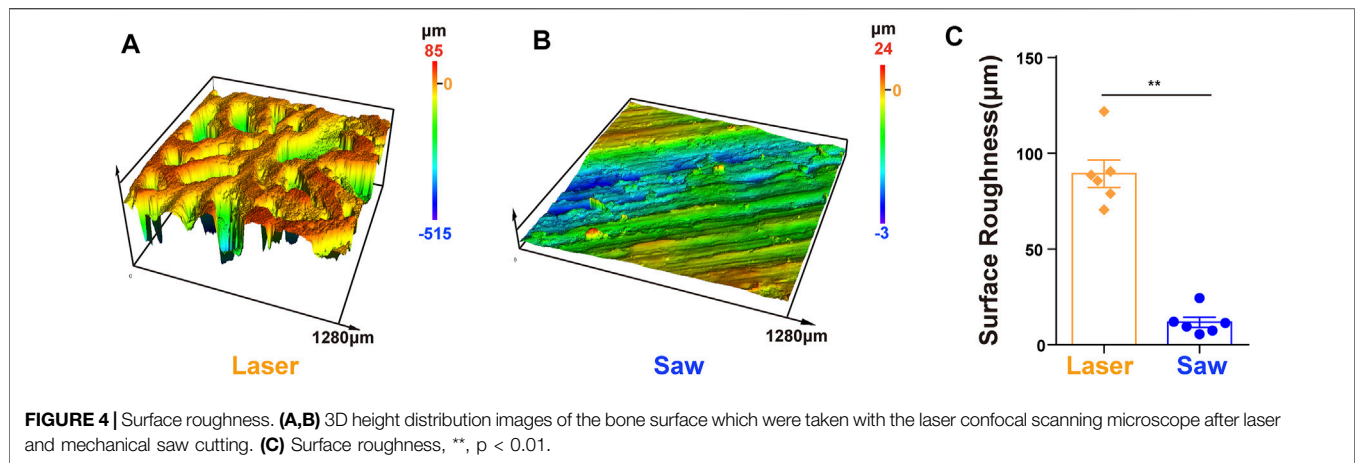 A
µm
85
0
-515
0
1280µm
Laser
B
µm
24
0
-3
0
1280µm
Saw
C
Surface Roughness(µm)
150
100
50
0
**
Laser
Saw
FIGURE 4 | Surface roughness. (A,B) 3D height distribution images of the bone surface which were taken with the laser confocal scanning microscope after laser
and mechanical saw cutting. (C) Surface roughness, **, p < 0.01.